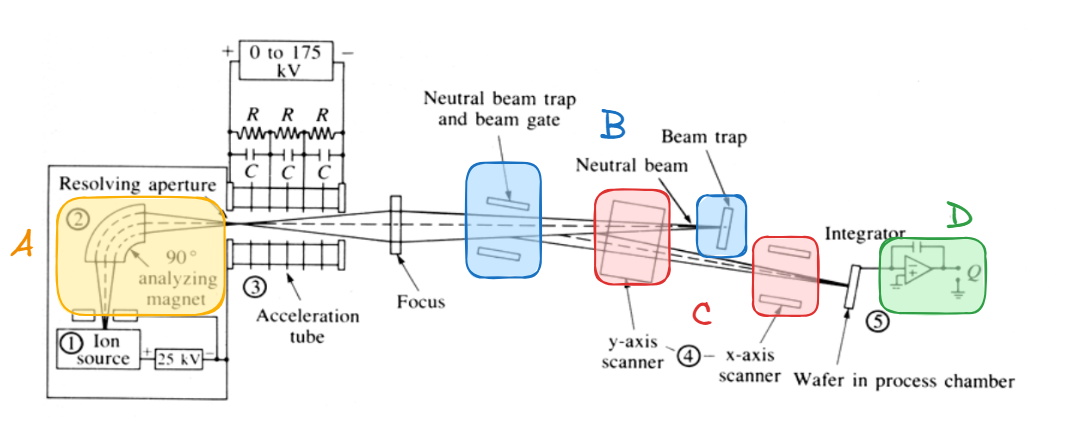 + 0 to 175 −
kV
R R R
C C C
Neutral beam trap
and beam gate
B
Beam trap
Neutral beam
Resolving aperture
②
A
90°
analyzing
magnet
③
Acceleration
tube
Focus
① Ion
source
+ 25 kV −
C
y-axis
scanner
④
x-axis
scanner
Integrator
D
− +
Q
⑤
Wafer in process chamber